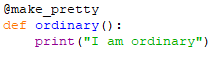 @make_pretty
def ordinary():
    print("I am ordinary")